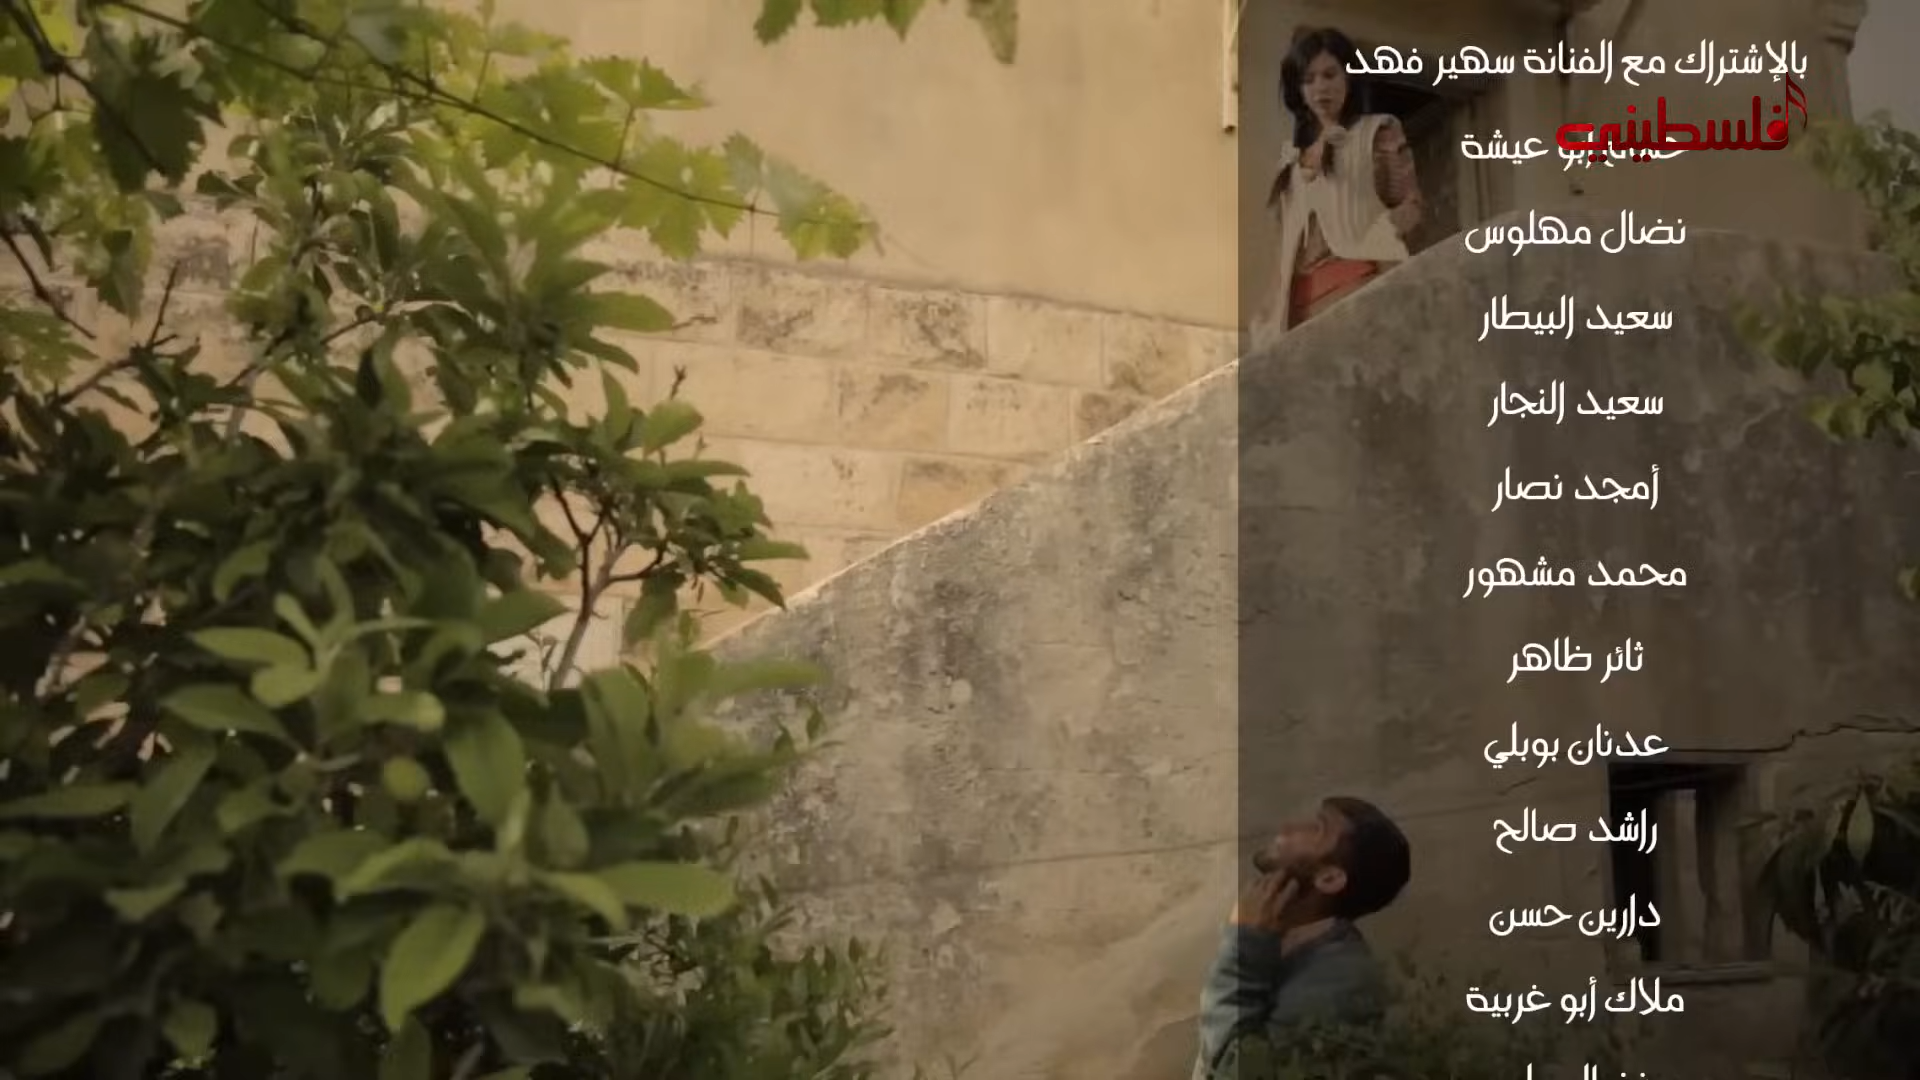 بالإشتراك مع الفنانة سهير فهد
فلسطيني
أبو عيشة
نضال مهلوس
سعيد البيطار
سعيد النجار
أمجد نصار
محمد مشهور
ثائر ظاهر
عدنان بوبلي
راشد صالح
دارين حسن
ملاك أبو غربية